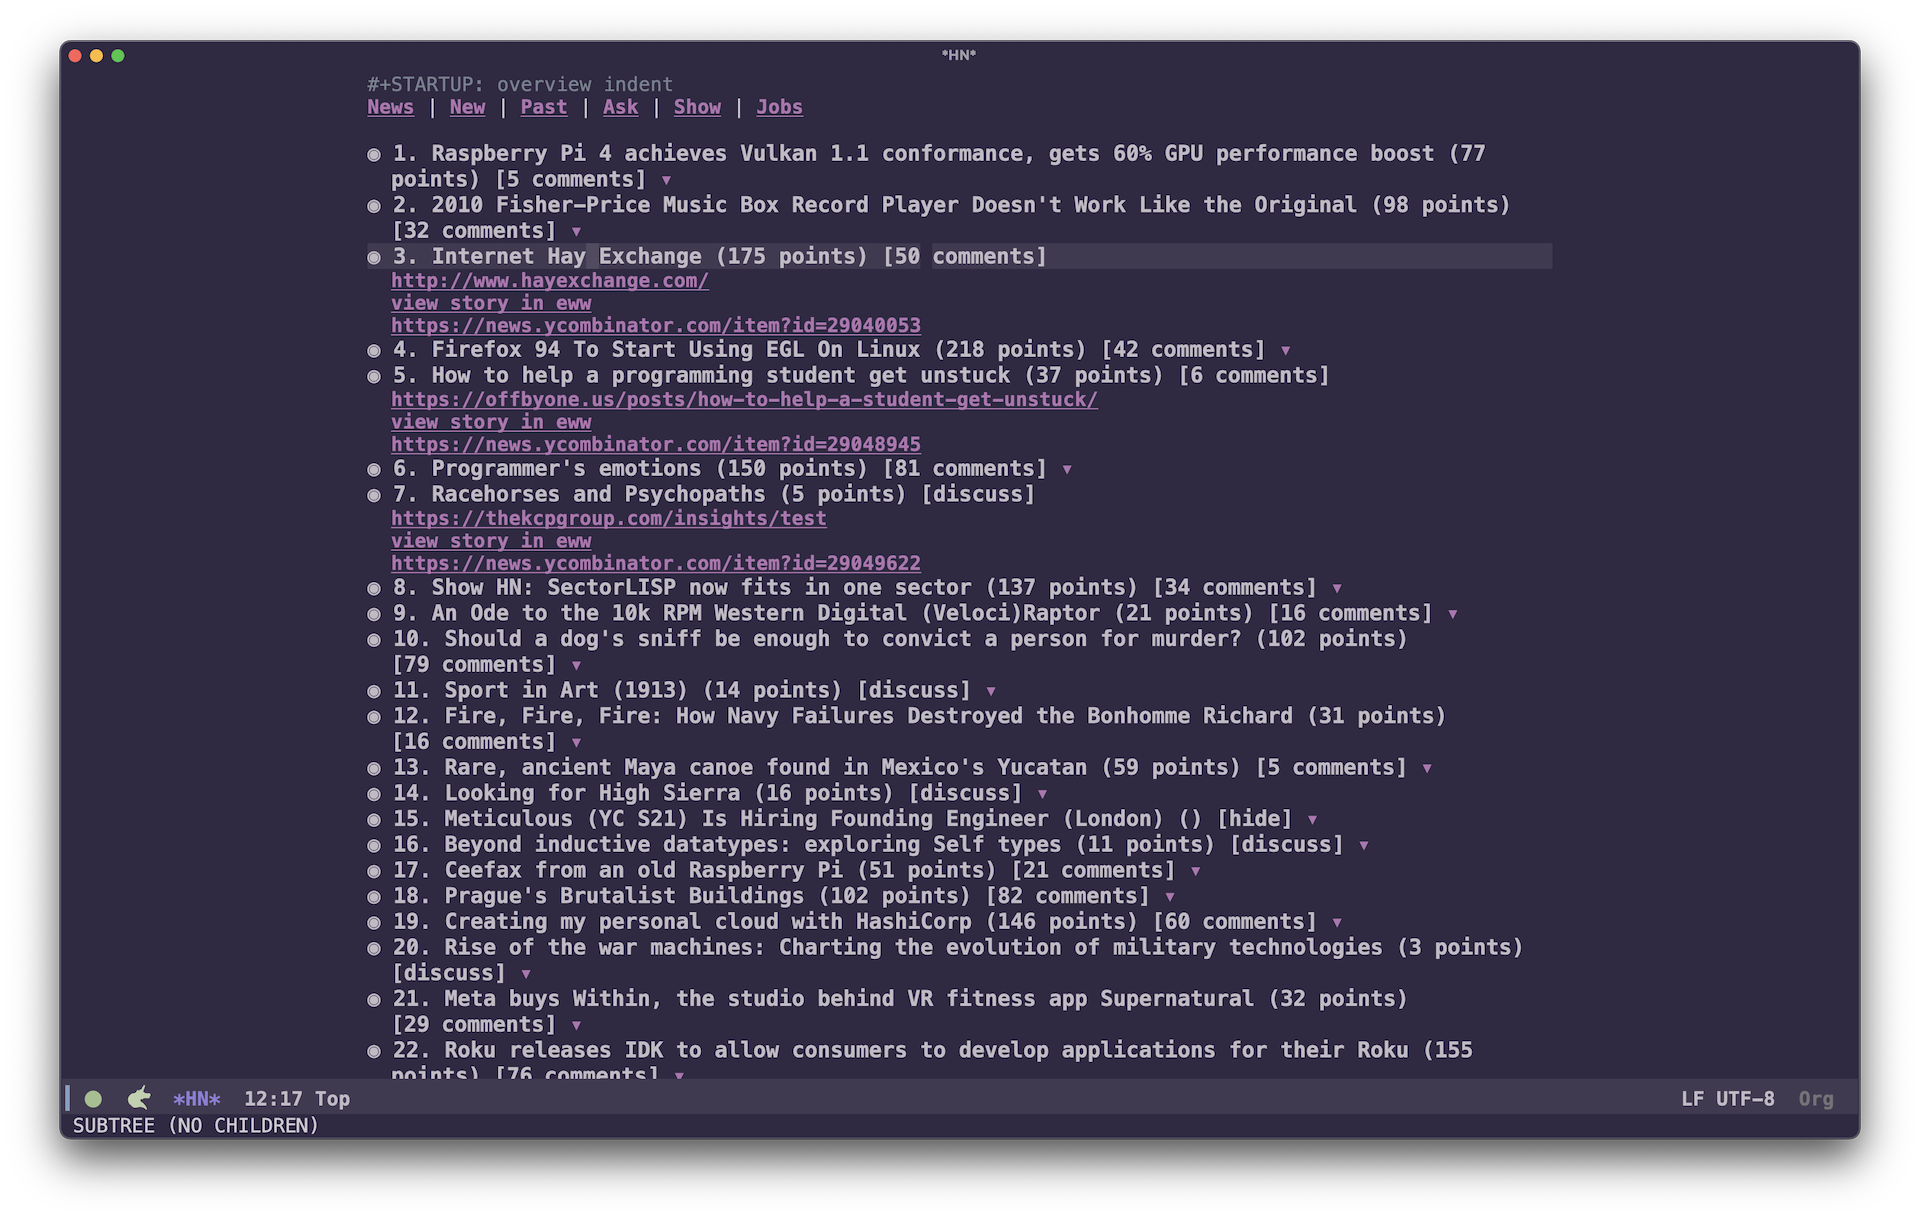 *HN*
#+STARTUP: overview indent
News | New | Past | Ask | Show | Jobs
◉ 1. Raspberry Pi 4 achieves Vulkan 1.1 conformance, gets 60% GPU performance boost (77
points) [5 comments] ▾
◉ 2. 2010 Fisher-Price Music Box Record Player Doesn't Work Like the Original (98 points)
[32 comments] ▾
◉ 3. Internet Hay Exchange (175 points) [50 comments]
http://www.hayexchange.com/
view story in eww
https://news.ycombinator.com/item?id=29040053
◉ 4. Firefox 94 To Start Using EGL On Linux (218 points) [42 comments] ▾
◉ 5. How to help a programming student get unstuck (37 points) [6 comments]
https://offbyone.us/posts/how-to-help-a-student-get-unstuck/
view story in eww
https://news.ycombinator.com/item?id=29048945
◉ 6. Programmer's emotions (150 points) [81 comments] ▾
◉ 7. Racehorses and Psychopaths (5 points) [discuss]
https://thekcpgroup.com/insights/test
view story in eww
https://news.ycombinator.com/item?id=29049622
◉ 8. Show HN: SectorLISP now fits in one sector (137 points) [34 comments] ▾
◉ 9. An Ode to the 10k RPM Western Digital (Veloci)Raptor (21 points) [16 comments] ▾
◉ 10. Should a dog's sniff be enough to convict a person for murder? (102 points)
[79 comments] ▾
◉ 11. Sport in Art (1913) (14 points) [discuss] ▾
◉ 12. Fire, Fire, Fire: How Navy Failures Destroyed the Bonhomme Richard (31 points)
[16 comments] ▾
◉ 13. Rare, ancient Maya canoe found in Mexico's Yucatan (59 points) [5 comments] ▾
◉ 14. Looking for High Sierra (16 points) [discuss] ▾
◉ 15. Meticulous (YC S21) Is Hiring Founding Engineer (London) () [hide] ▾
◉ 16. Beyond inductive datatypes: exploring Self types (11 points) [discuss] ▾
◉ 17. Ceefax from an old Raspberry Pi (51 points) [21 comments] ▾
◉ 18. Prague's Brutalist Buildings (102 points) [82 comments] ▾
◉ 19. Creating my personal cloud with HashiCorp (146 points) [60 comments] ▾
◉ 20. Rise of the war machines: Charting the evolution of military technologies (3 points)
[discuss] ▾
◉ 21. Meta buys Within, the studio behind VR fitness app Supernatural (32 points)
[29 comments] ▾
◉ 22. Roku releases IDK to allow consumers to develop applications for their Roku (155
points) [76 comments] ▾
*HN* 12:17 Top LF UTF-8 Org
SUBTREE (NO CHILDREN)